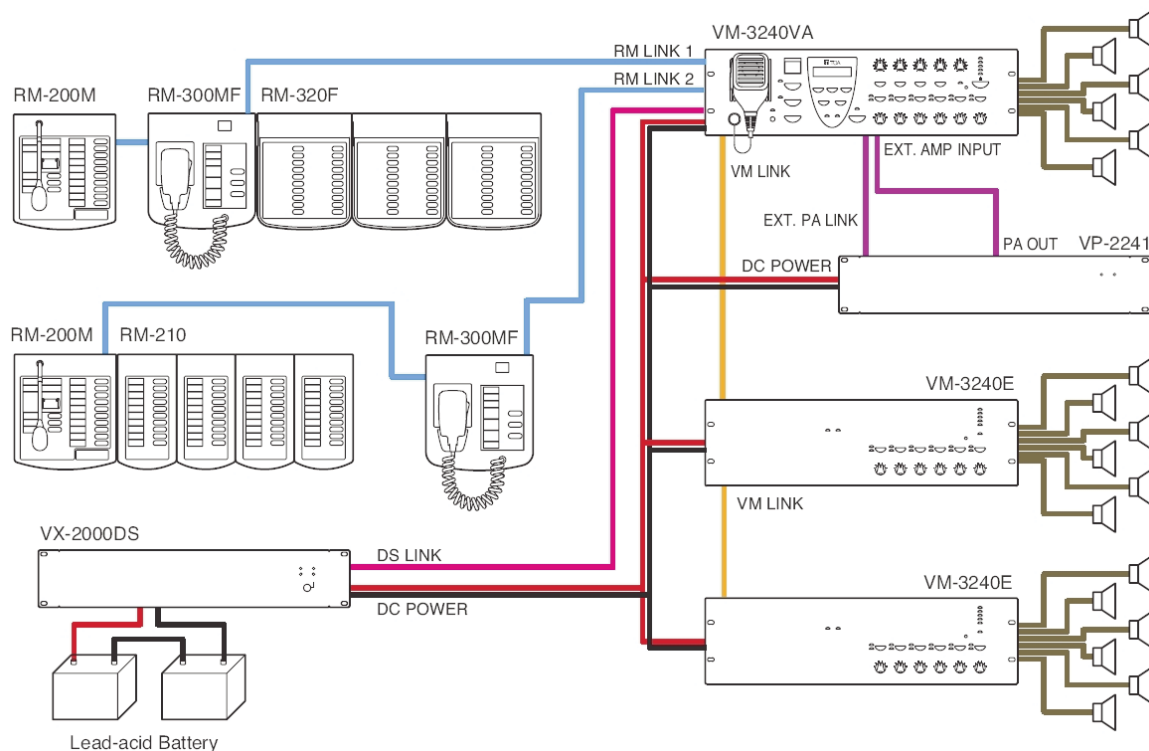 VM-3240VA
RM LINK 1
RM LINK 2
RM-200M
RM-300MF
RM-320F
TOA
VM LINK
EXT. AMP INPUT
EXT. PA LINK
PA OUT
VP-2241
DC POWER
RM-200M
RM-210
RM-300MF
VM-3240E
VM LINK
VX-2000DS
DS LINK
DC POWER
VM-3240E
Lead-acid Battery